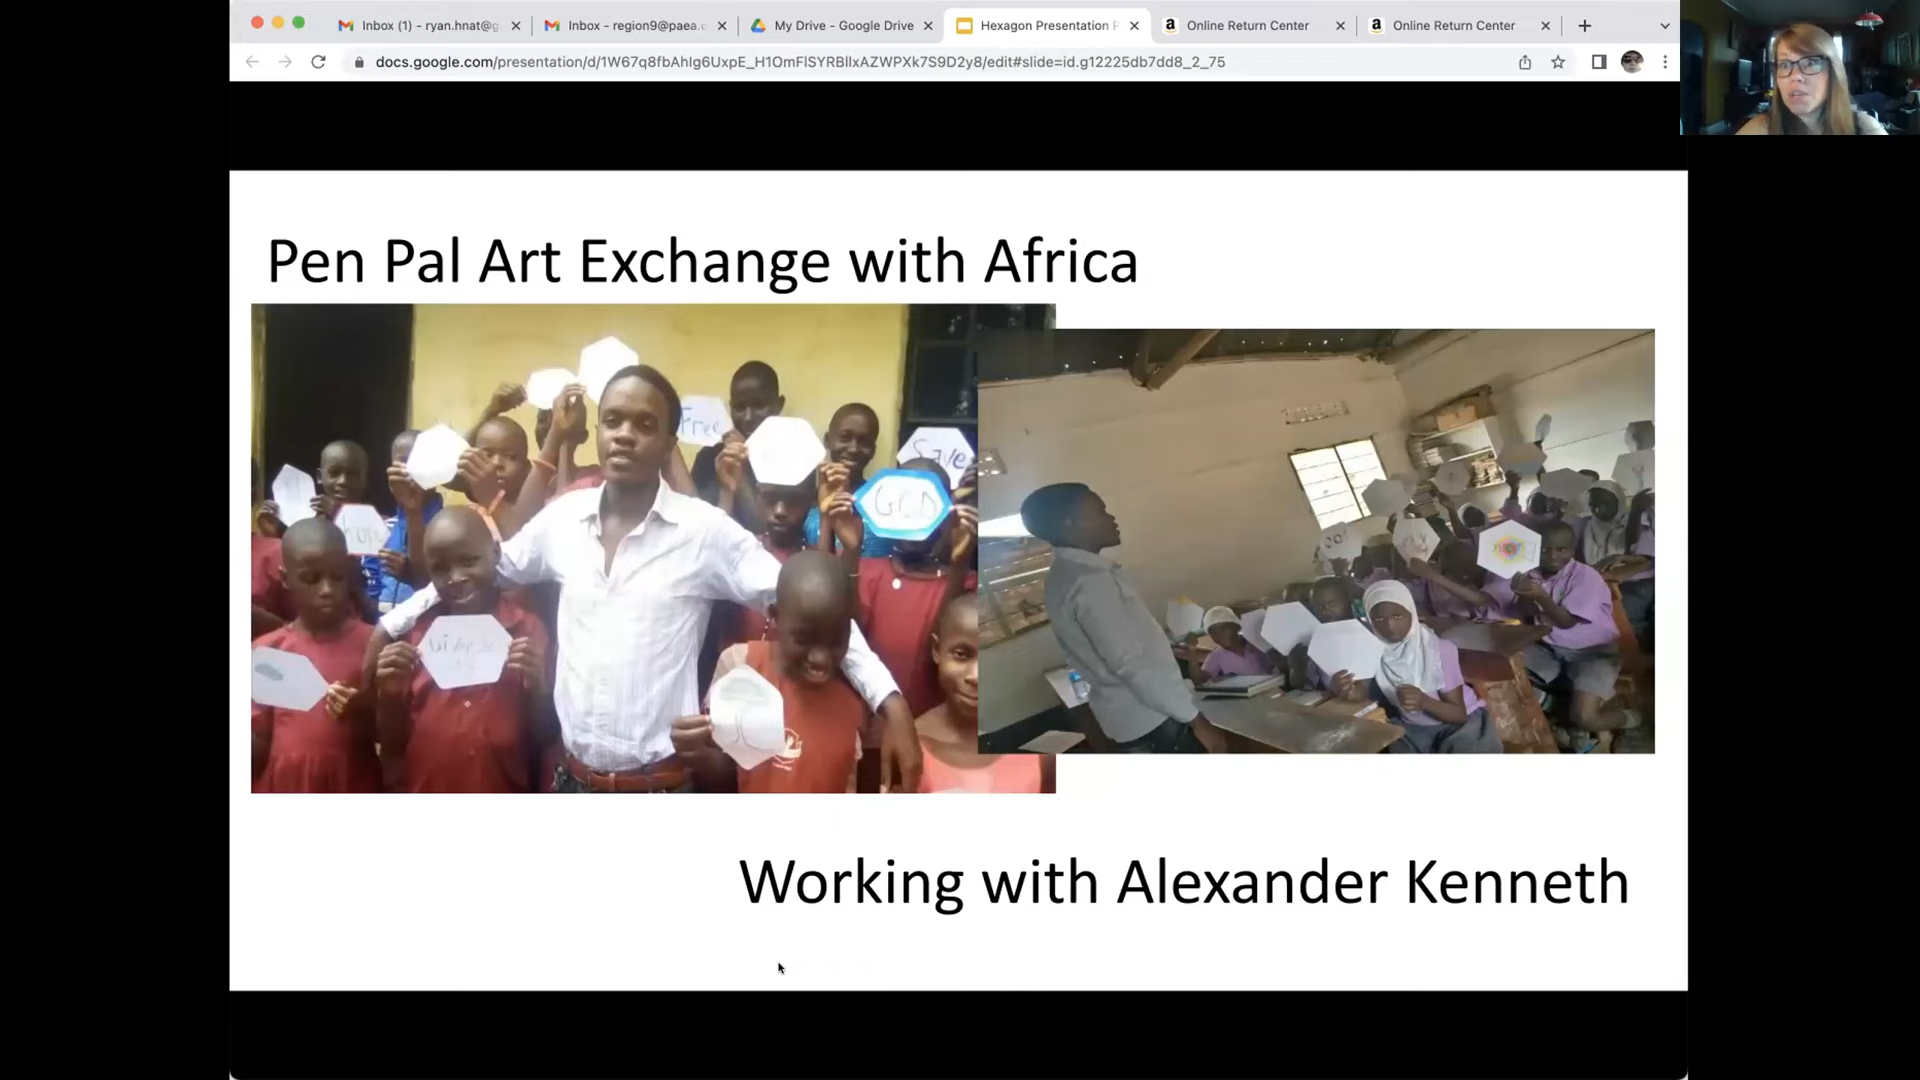 Inbox (1) - ryan.hnat@g
Inbox - region9@paea.c
My Drive - Google Drive
Hexagon Presentation P
Online Return Center
Online Return Center
docs.google.com/presentation/d/1W67q8fbAhlg6UxpE_H1OmFlSYRBllxAZWPXk7S9D2y8/edit#slide=id.g12225db7dd8_2_75
Pen Pal Art Exchange with Africa
Free
Save
GOD
Working with Alexander Kenneth